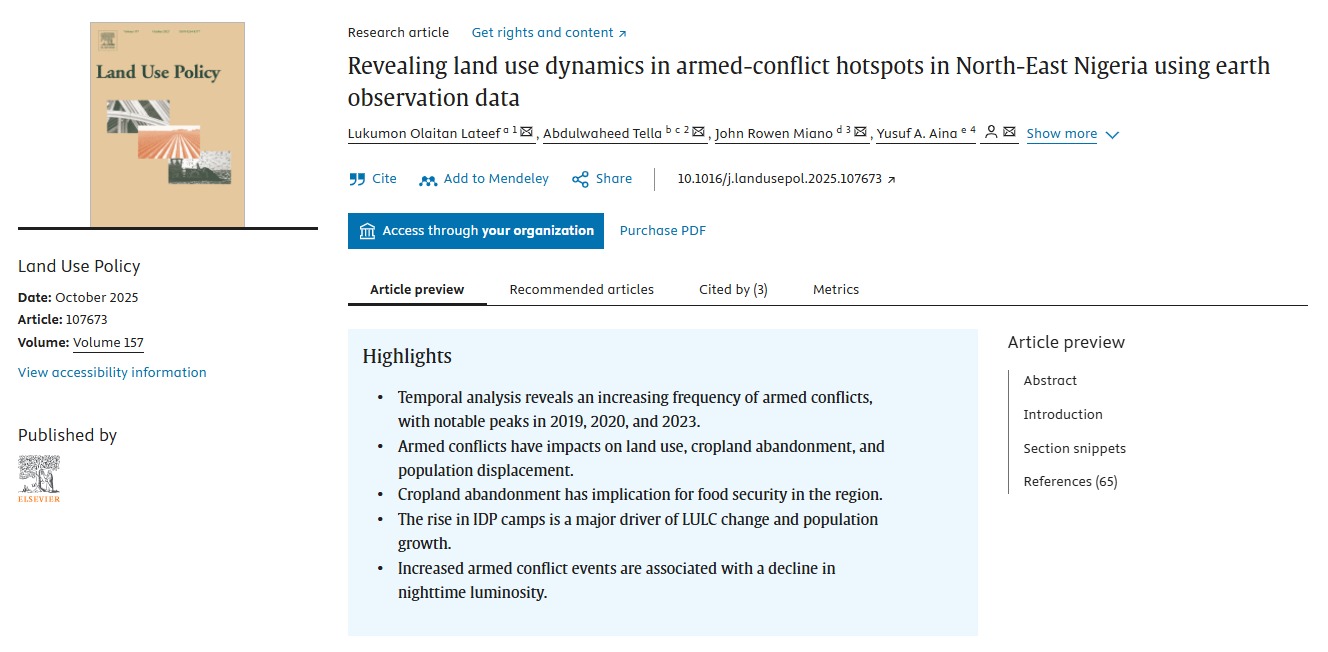 Land Use Policy
Research article
Get rights and content ↗
Revealing land use dynamics in armed-conflict hotspots in North-East Nigeria using earth
observation data
Lukumon Olaitan Lateef a 1, Abdulwaheed Tella b c 2, John Rowen Miano d 3, Yusuf A. Aina e 4 Show more
Cite
Add to Mendeley
Share
10.1016/j.landusepol.2025.107673 ↗
Access through your organization
Purchase PDF
Land Use Policy
Date: October 2025
Article: 107673
Volume: Volume 157
View accessibility information
Published by
ELSEVIER
Article preview
Recommended articles
Cited by (3)
Metrics
Highlights
• Temporal analysis reveals an increasing frequency of armed conflicts,
with notable peaks in 2019, 2020, and 2023.
• Armed conflicts have impacts on land use, cropland abandonment, and
population displacement.
• Cropland abandonment has implication for food security in the region.
• The rise in IDP camps is a major driver of LULC change and population
growth.
• Increased armed conflict events are associated with a decline in
nighttime luminosity.
Article preview
Abstract
Introduction
Section snippets
References (65)